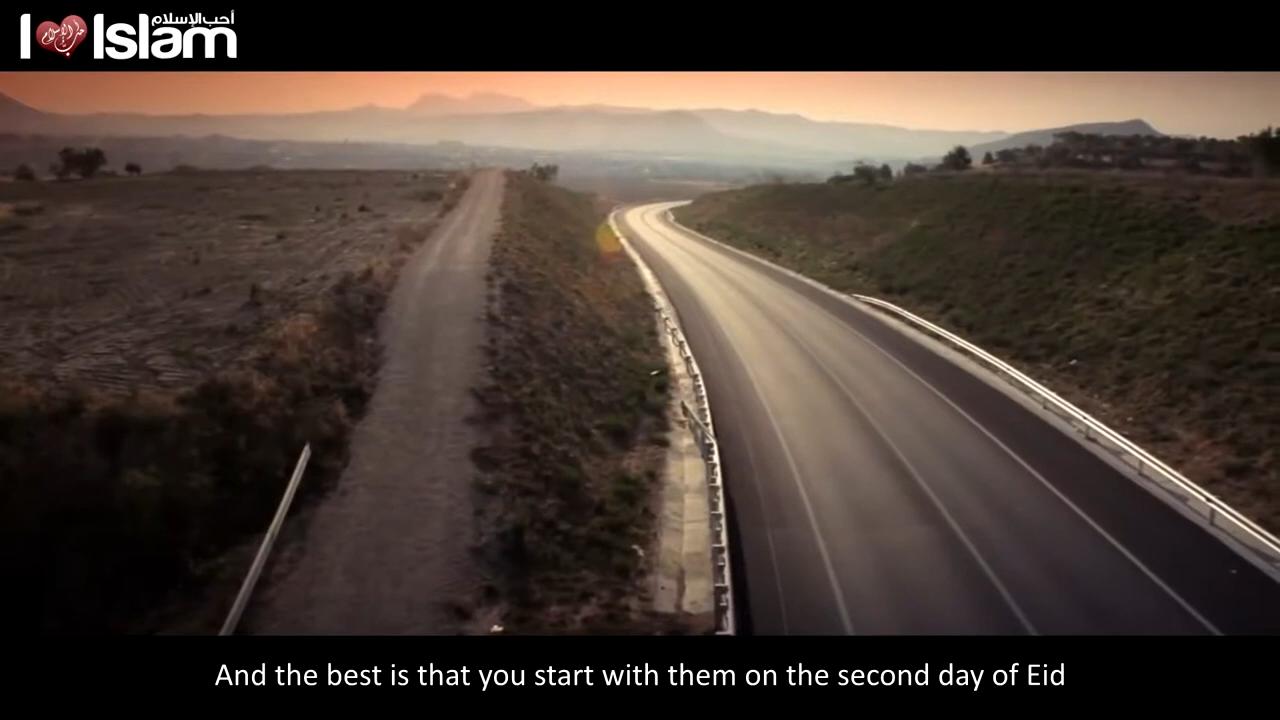 أحب الإسلام
I Islam
And the best is that you start with them on the second day of Eid